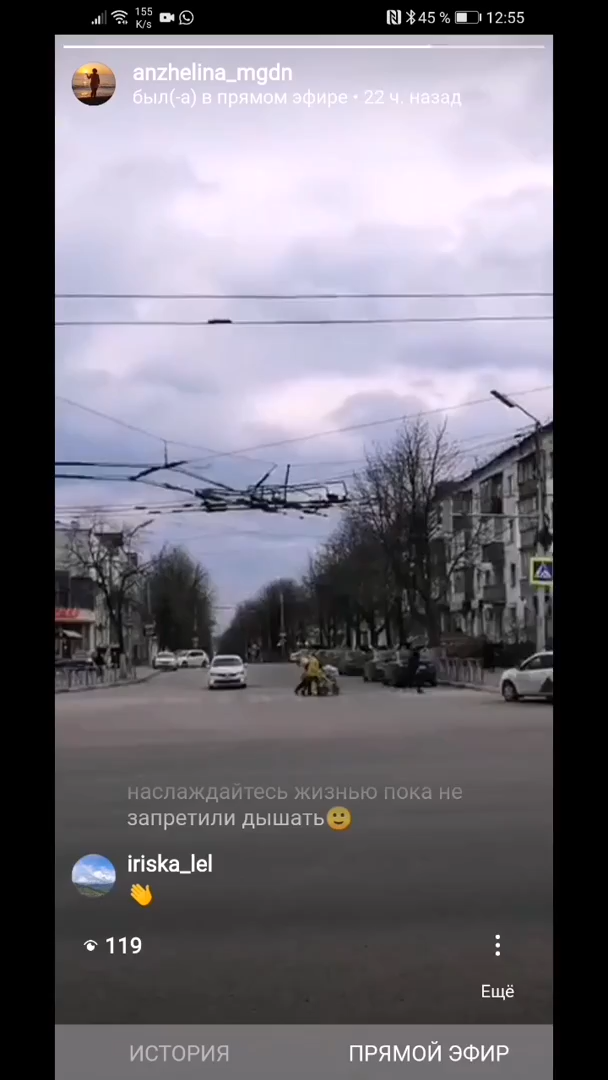 155
K/s
45 %
12:55
anzhelina_mgdn
был(-а) в прямом эфире • 22 ч. назад
наслаждайтесь жизнью пока не
запретили дышать🙂
iriska_lel
👋
119
Ещё
ИСТОРИЯ
ПРЯМОЙ ЭФИР